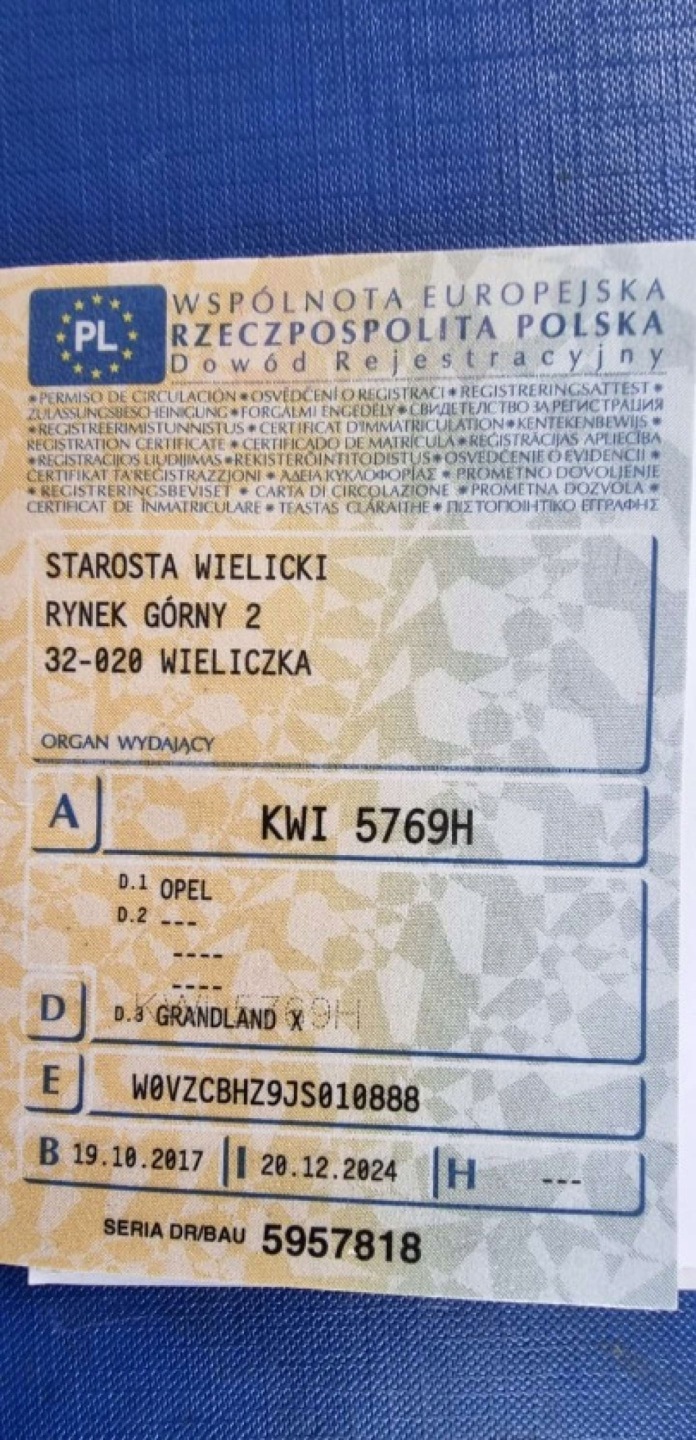 PL
WSPÓLNOTA EUROPEJSKA
RZECZPOSPOLITA POLSKA
Dowód Rejestracyjny
*PERMISO DE CIRCULACIÓN*OSVĚDČENÍ O REGISTRACI*REGISTRERINGSATTEST*
ZULASSUNGSBESCHEINIGUNG*FORGALMI ENGEDÉLY*СВИДЕТЕЛСТВО ЗА РЕГИСТРАЦИЯ
*REGISTREERIMISTUNNISTUS*CERTIFICAT D'IMMATRICULATION*KENTEKENBEWIJS*
REGISTRATION CERTIFICATE*CERTIFICADO DE MATRÍCULA*REĢISTRĀCIJAS APLIECĪBA
*REGISTRACIJOS LIUDIJIMAS*REKISTERÖINTITODISTUS*OSVEDČENIE O EVIDENCII*
CERTIFIKAT TA'REĠISTRAZZJONI*ΑΔΕΙΑ ΚΥΚΛΟΦΟΡΙΑΣ*PROMETNO DOVOLJENJE
*REGISTRERINGSBEVISET*CARTA DI CIRCOLAZIONE*PROMETNA DOZVOLA*
CERTIFICAT DE ÎNMATRICULARE*TEASTAS CLÁRAITHE*ΠΙΣΤΟΠΟΙΗΤΙΚΟ ΕΓΓΡΑΦΗΣ
STAROSTA WIELICKI
RYNEK GÓRNY 2
32-020 WIELICZKA
ORGAN WYDAJĄCY
A KWI 5769H
D.1 OPEL
D.2 ---
----
----
KWI 5769H
D D.3 GRANDLAND X
E W0VZCBHZ9JS010888
B 19.10.2017 I 20.12.2024 H ---
SERIA DR/BAU 5957818